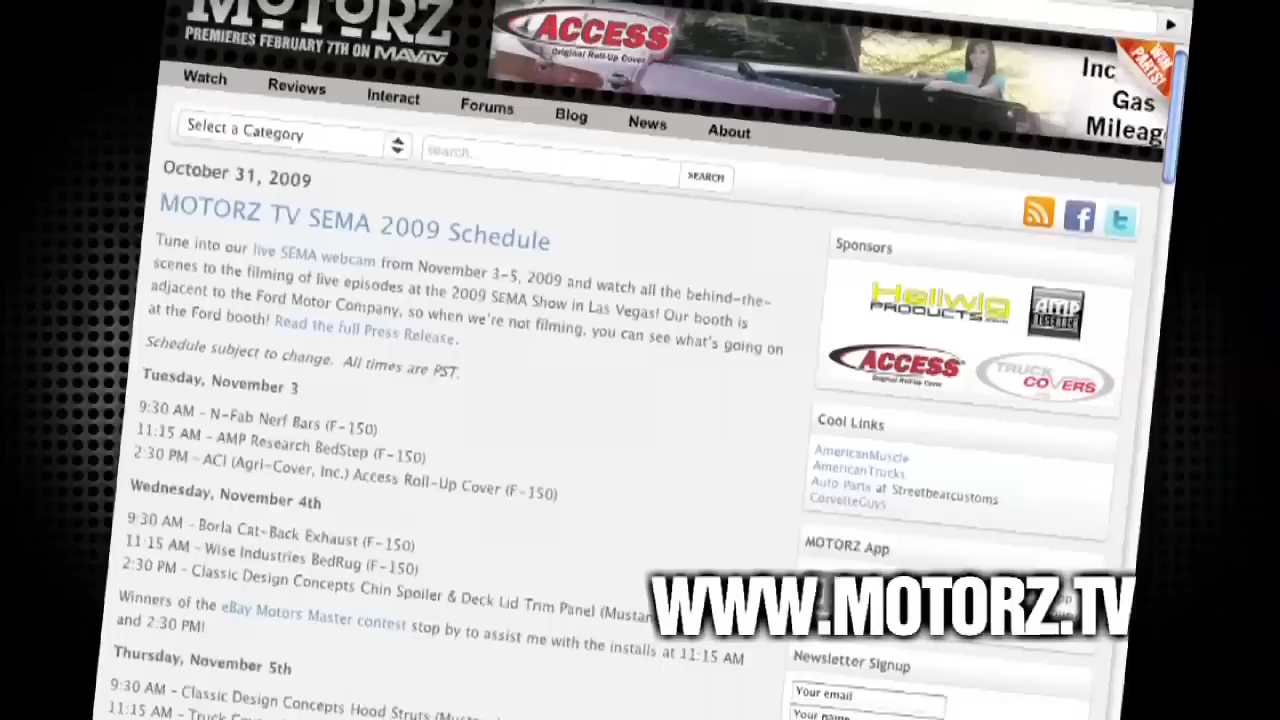 MOTORZ
PREMIERES FEBRUARY 7TH ON MAVTV
ACCESS
Original Roll-Up Cover
Inc
Gas
Mileag
Watch
Reviews
Interact
Forums
Blog
News
About
Select a Category
search...
SEARCH
October 31, 2009
MOTORZ TV SEMA 2009 Schedule
Tune into our live SEMA webcam from November 3-5, 2009 and watch all the behind-the-
scenes to the filming of live episodes at the 2009 SEMA Show in Las Vegas! Our booth is
adjacent to the Ford Motor Company, so when we're not filming, you can see what's going on
at the Ford booth! Read the full Press Release.
Schedule subject to change. All times are PST.
Tuesday, November 3
9:30 AM - N-Fab Nerf Bars (F-150)
11:15 AM - AMP Research BedStep (F-150)
2:30 PM - ACI (Agri-Cover, Inc.) Access Roll-Up Cover (F-150)
Wednesday, November 4th
9:30 AM - Borla Cat-Back Exhaust (F-150)
11:15 AM - Wise Industries BedRug (F-150)
2:30 PM - Classic Design Concepts Chin Spoiler & Deck Lid Trim Panel (Mustan
Winners of the eBay Motors Master contest stop by to assist me with the installs at 11:15 AM
and 2:30 PM!
Thursday, November 5th
9:30 AM - Classic Design Concepts Hood Struts
11:15 AM - Truck
Sponsors
Hellwig
PRODUCTS
AMP
RESEARCH
ACCESS
Original Roll-Up Cover
TRUCK
COVERS
Cool Links
AmericanMuscle
AmericanTrucks
Auto Parts at Streetbeatcustoms
CorvetteGuys
MOTORZ App
WWW.MOTORZ.TV
Newsletter Signup
Your email
Your name